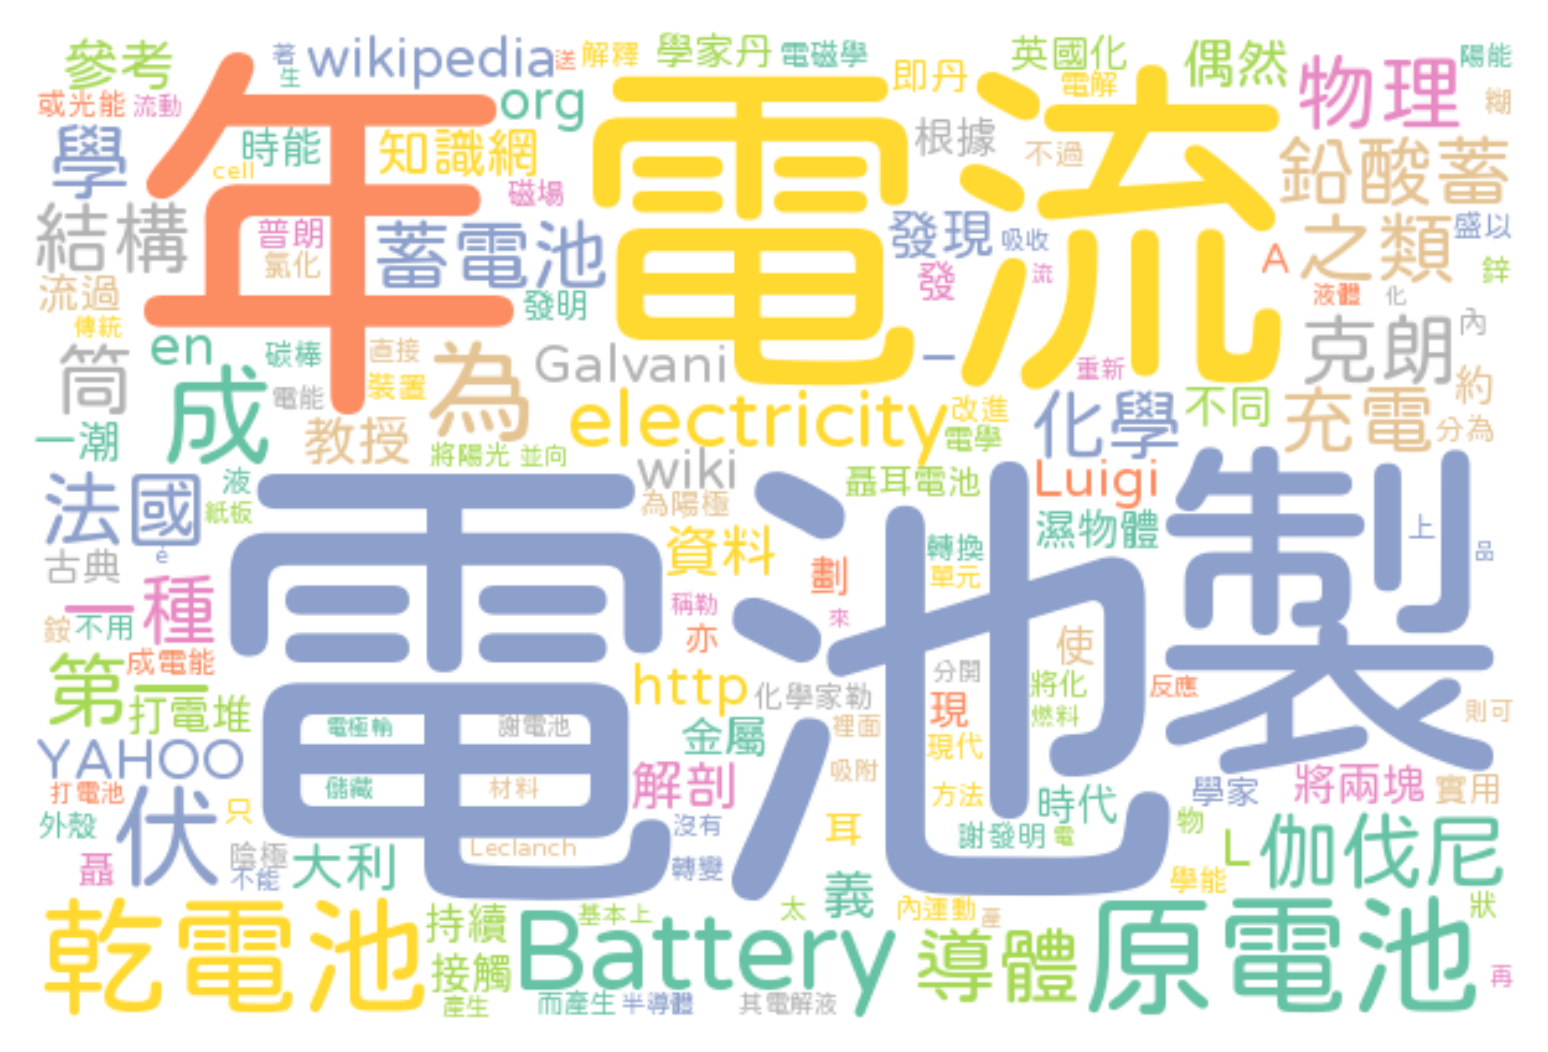 參考
著
生
wikipedia
送
解釋
學家丹
電磁學
即丹
英國化
電解
偶然
物理
陽能
或光能
流動
年
org
電流
根據
不過
糊
學
時能
cell
知識網
磁場
鉛酸蓄
結構
普朗
氯化
蓄電池
發現
吸收
發
流
A
之類
盛以
鋅
流過
傳統
發明
液體
化
內
筒
en
碳棒
直接
裝置
電能
為
Galvani
一
重新
克朗
約
成
教授
一潮
electricity
改進
電學
化學
不同
充電
分為
將陽光
並向
wiki
聶耳電池
Luigi
法國
液
紙板
電池
為陽極
濕物體
製
上
品
古典
é
資料
劃
轉換
單元
一種
銨
不用
稱勒
亦
來
使
成電能
第一
打電堆
http
化學家勒
分開
將化
燃料
現
反應
則可
YAHOO
電極輸
謝電池
金屬
裡面
現代
打電池
儲藏
材料
解剖
吸附
方法
時代
學家
將兩塊
實用
外殼
伏
只
Leclanch
沒有
耳
謝發明
電
物
L
伽伐尼
聶
陰極
不能
大利
轉變
義
學能
乾電池
持續
接觸
產生
基本上
Battery
太
內運動
產
導體
原電池
狀
再
而產生
半導體
其電解液